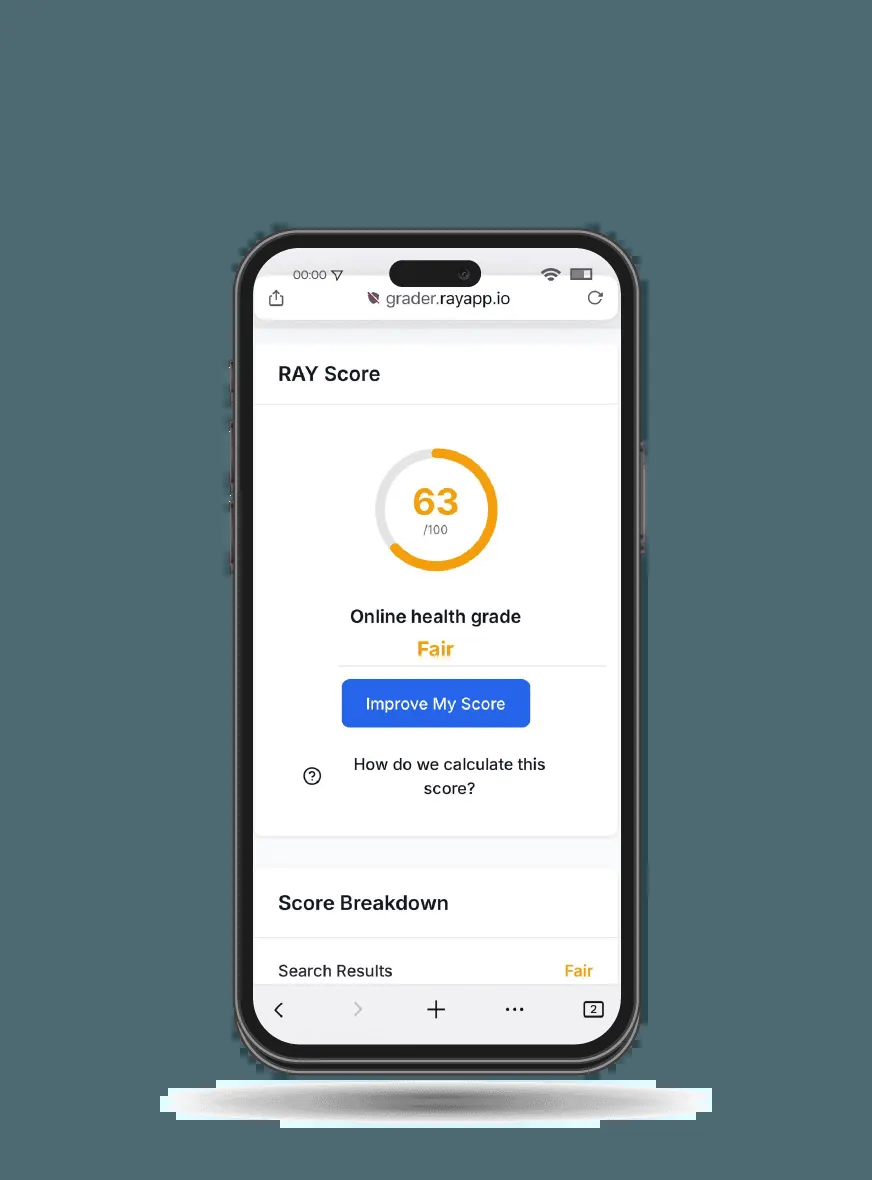 00:00
grader.rayapp.io
RAY Score
63
/100
Online health grade
Fair
Improve My Score
How do we calculate this
score?
Score Breakdown
Search Results Fair
2